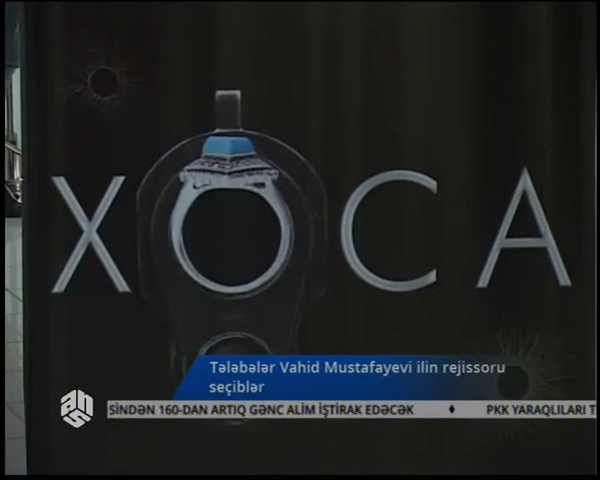 XOCA
Tələbələr Vahid Mustafayevi ilin rejissoru
seçiblər
ans
SİNDƏN 160-DAN ARTIQ GƏNC ALİM İŞTİRAK EDƏCƏK ♦ PKK YARAQLILARI